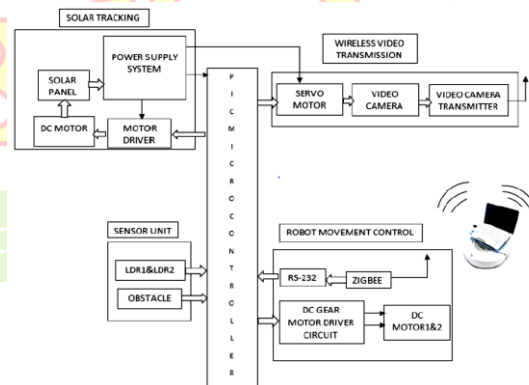 SOLAR TRACKING
POWER SUPPLY
SYSTEM
SOLAR
PANEL
DC MOTOR
MOTOR
DRIVER
WIRELESS VIDEO
TRANSMISSION
SERVO
MOTOR
VIDEO
CAMERA
VIDEO CAMERA
TRANSMITTER
P
I
C
M
I
C
R
O
C
O
N
T
R
O
L
L
E
R
SENSOR UNIT
LDR1&LDR2
OBSTACLE
ROBOT MOVEMENT CONTROL
RS-232
ZIGBEE
DC GEAR
MOTOR DRIVER
CIRCUIT
DC
MOTOR1&2